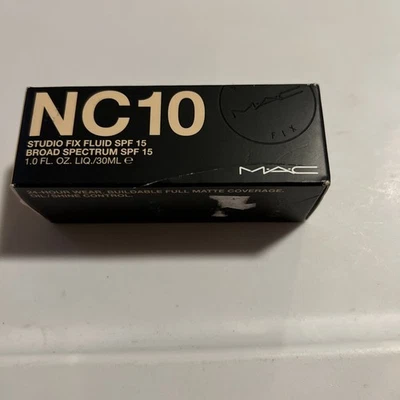 NC10
STUDIO FIX FLUID SPF 15
BROAD SPECTRUM SPF 15
1.0 FL. OZ. LIQ./30ML ℮
MAC
FIX
MAC
24-HOUR WEAR. BUILDABLE FULL MATTE COVERAGE.
OIL/SHINE CONTROL.